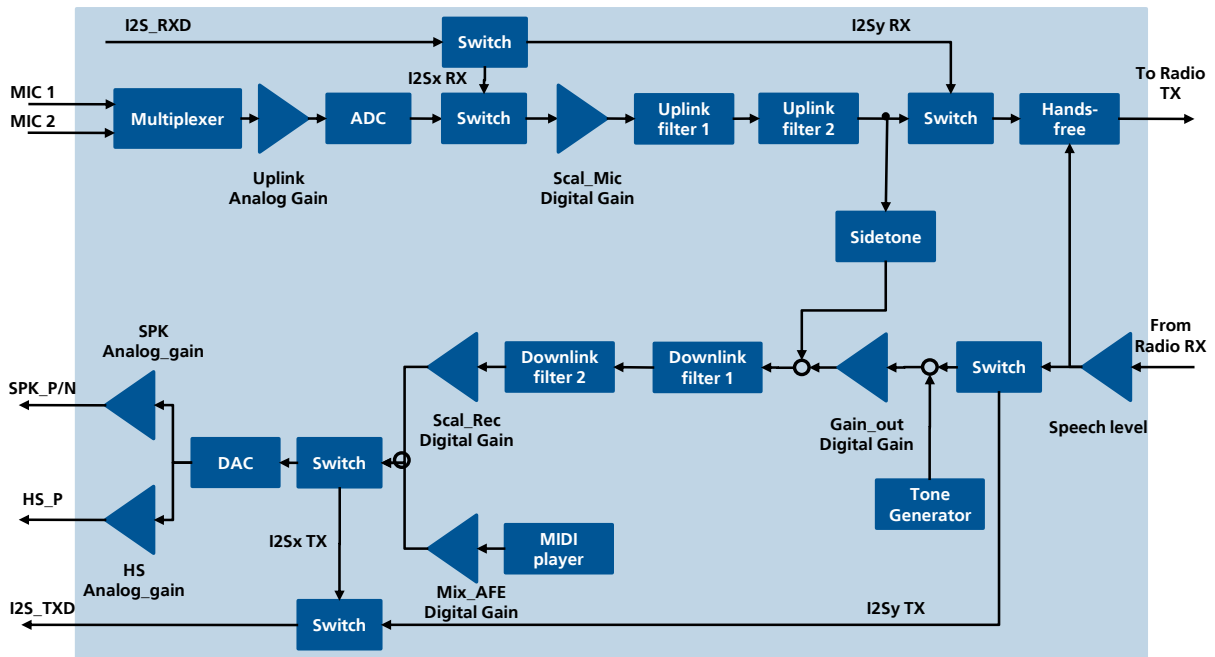 I2S_RXD
Switch
I2Sy RX
I2Sx RX
To Radio
TX
MIC 1
MIC 2
Multiplexer
ADC
Switch
Uplink
filter 1
Uplink
filter 2
Switch
Hands-
free
Uplink
Analog Gain
Scal_Mic
Digital Gain
Sidetone
SPK
Analog_gain
From
Radio RX
Downlink
filter 2
Downlink
filter 1
Switch
SPK_P/N
Scal_Rec
Digital Gain
Gain_out
Digital Gain
Speech level
DAC
Switch
HS_P
Tone
Generator
I2Sx TX
MIDI
player
HS
Analog_gain
Mix_AFE
Digital Gain
I2S_TXD
Switch
I2Sy TX